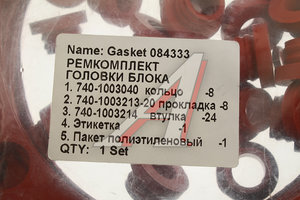 Name: Gasket 084333
РЕМКОМПЛЕКТ
ГОЛОВКИ БЛОКА
1. 740-1003040 кольцо -8
2. 740-1003213-20 прокладка -8
3. 740-1003214 втулка -24
4. Этикетка -1
5. Пакет полиэтиленовый -1
QTY: 1 Set